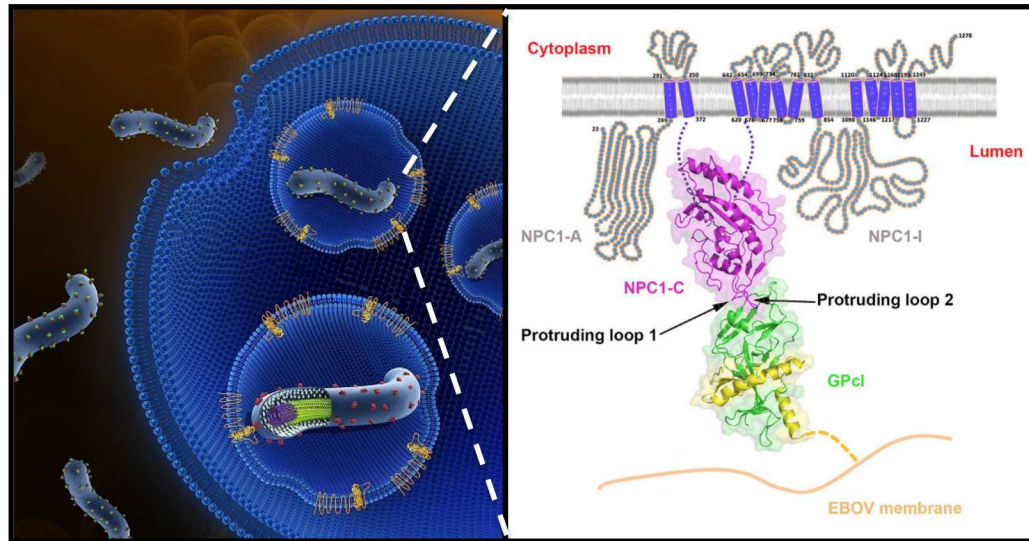 Cytoplasm
1278
291 350 642 654 699 734 761 832 1120 1124 1168 1195 1249
269 372 620 676 677 758 759 854 1098 1146 1217 1227
23
Lumen
NPC1-A
NPC1-I
NPC1-C
Protruding loop 2
Protruding loop 1
GPcl
EBOV membrane